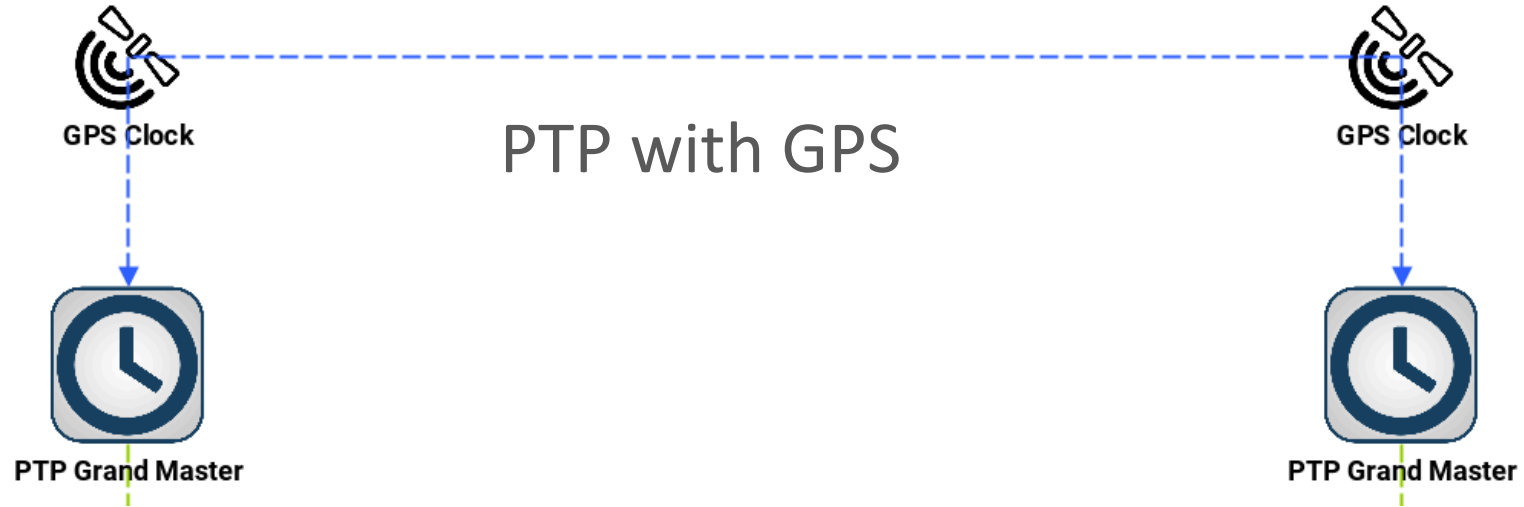 GPS Clock
GPS Clock
PTP with GPS
PTP Grand Master
PTP Grand Master